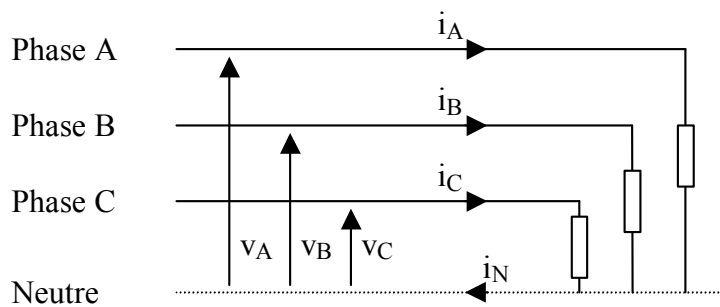 Phase A
i_A
Phase B
i_B
Phase C
i_C
v_A
v_B
v_C
Neutre
i_N